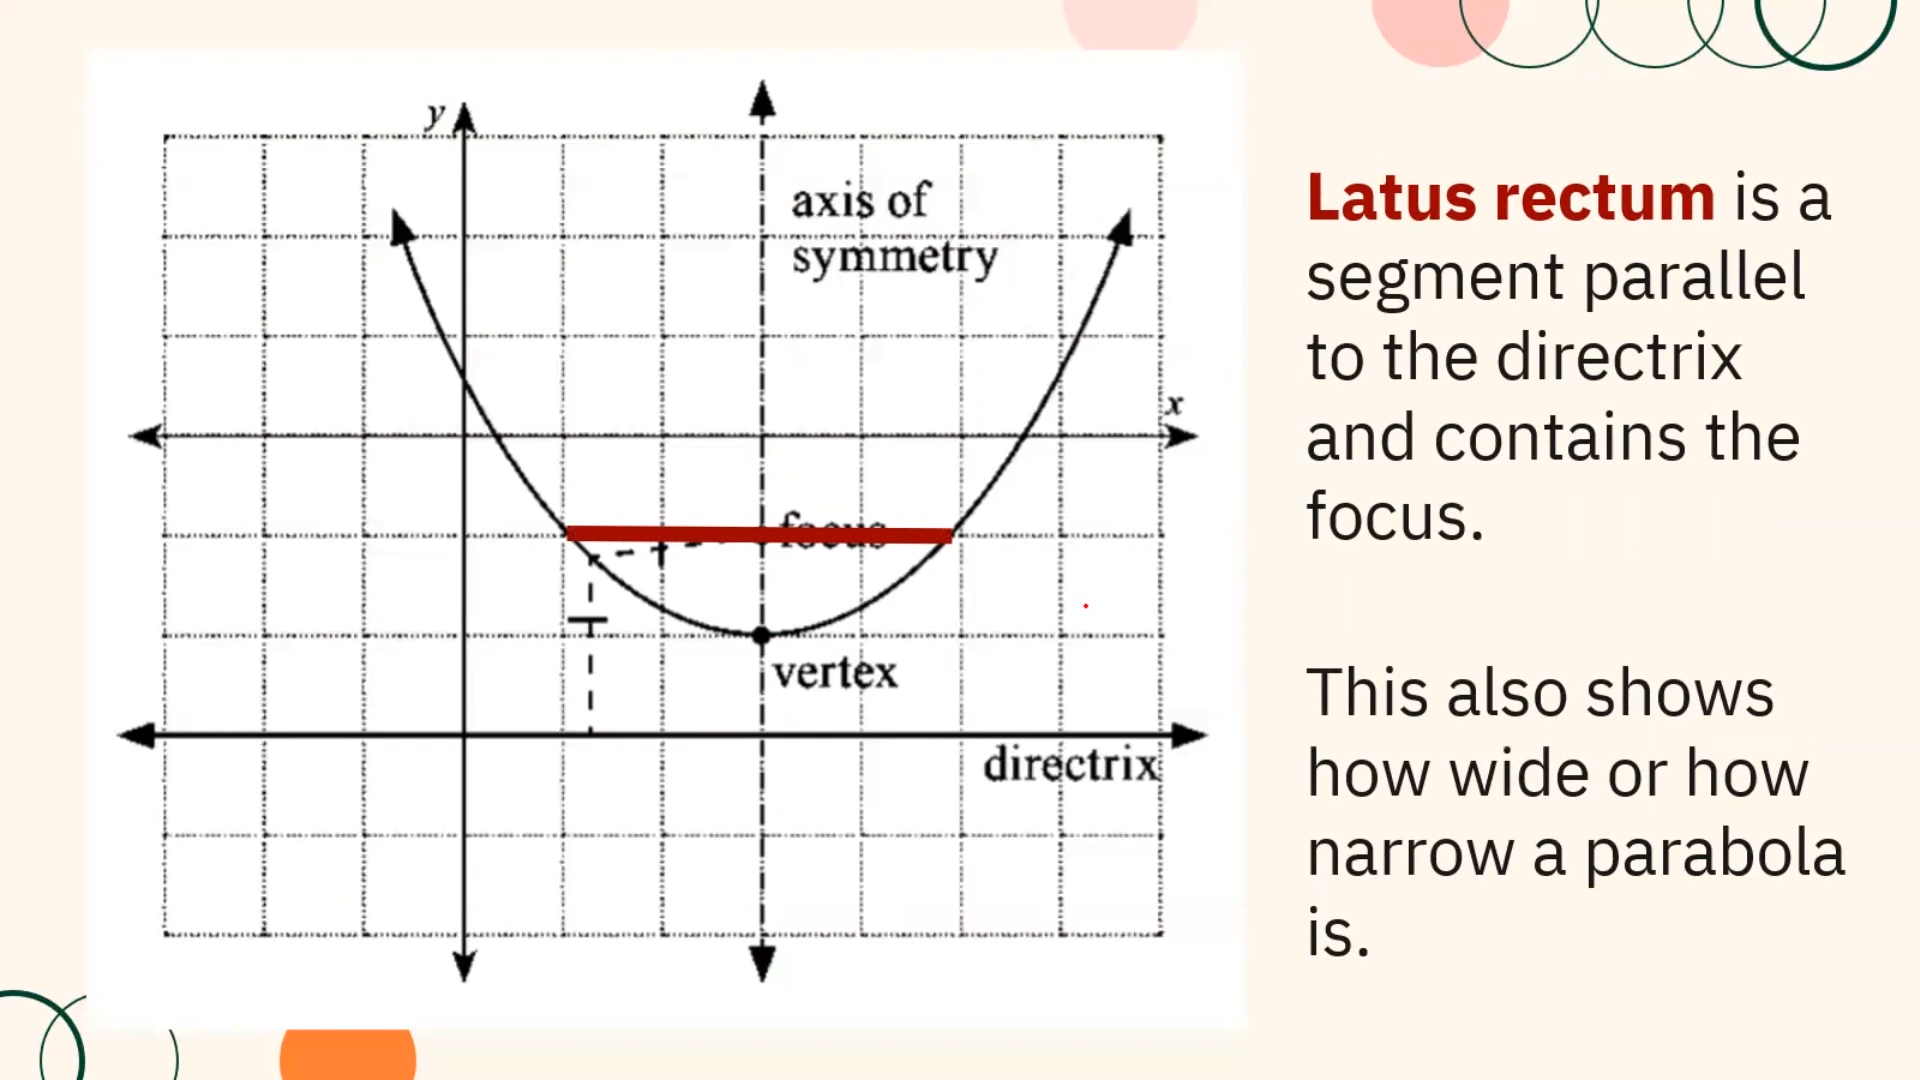 y
axis of
symmetry
x
focus
vertex
directrix
Latus rectum is a
segment parallel
to the directrix
and contains the
focus.
This also shows
how wide or how
narrow a parabola
is.